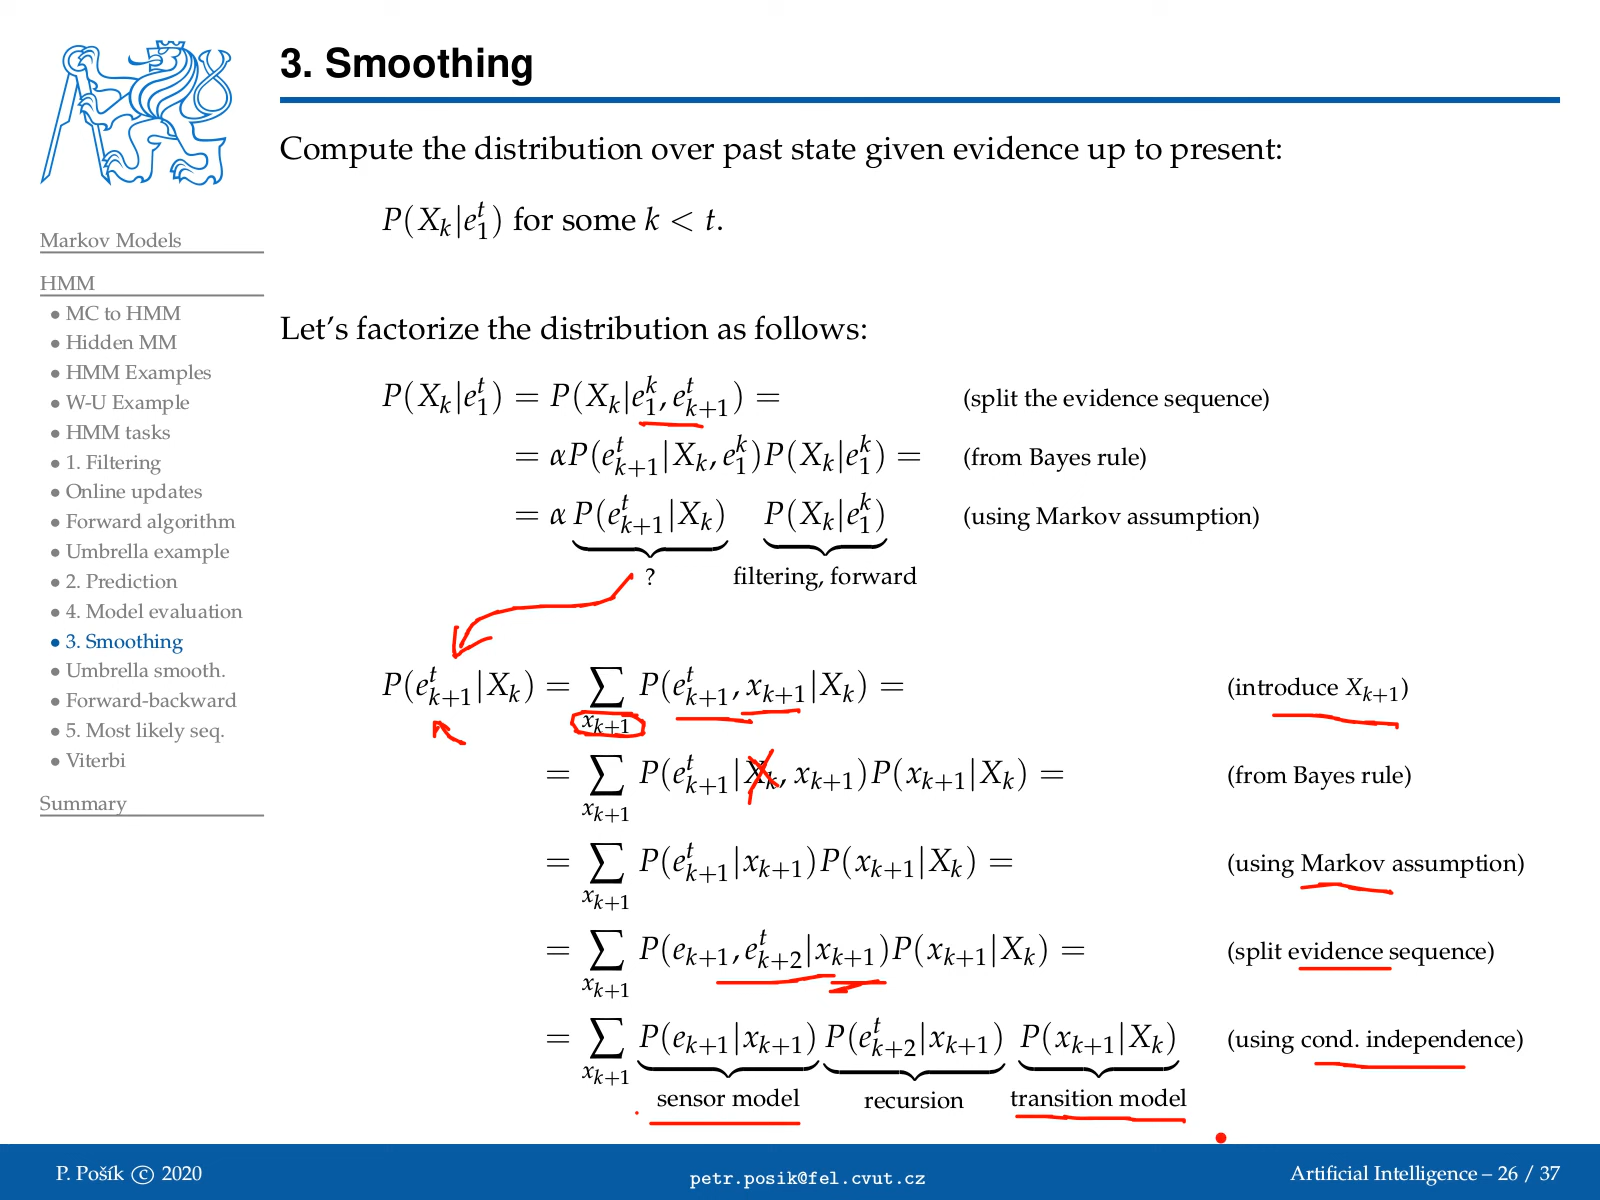 3. Smoothing
Compute the distribution over past state given evidence up to present:
P(X_k|e_1^t) for some k < t.
Markov Models
HMM
• MC to HMM
• Hidden MM
• HMM Examples
• W-U Example
• HMM tasks
• 1. Filtering
• Online updates
• Forward algorithm
• Umbrella example
• 2. Prediction
• 4. Model evaluation
• 3. Smoothing
• Umbrella smooth.
• Forward-backward
• 5. Most likely seq.
• Viterbi
Summary
Let's factorize the distribution as follows:
P(X_k|e_1^t) = P(X_k|e_1^k, e_{k+1}^t) = (split the evidence sequence)
= αP(e_{k+1}^t|X_k, e_1^k)P(X_k|e_1^k) = (from Bayes rule)
= α P(e_{k+1}^t|X_k) P(X_k|e_1^k) (using Markov assumption)
? filtering, forward
P(e_{k+1}^t|X_k) = ∑_{x_{k+1}} P(e_{k+1}^t, x_{k+1}|X_k) = (introduce X_{k+1})
= ∑_{x_{k+1}} P(e_{k+1}^t|X_k, x_{k+1})P(x_{k+1}|X_k) = (from Bayes rule)
= ∑_{x_{k+1}} P(e_{k+1}^t|x_{k+1})P(x_{k+1}|X_k) = (using Markov assumption)
= ∑_{x_{k+1}} P(e_{k+1}, e_{k+2}^t|x_{k+1})P(x_{k+1}|X_k) = (split evidence sequence)
= ∑_{x_{k+1}} P(e_{k+1}|x_{k+1}) P(e_{k+2}^t|x_{k+1}) P(x_{k+1}|X_k) (using cond. independence)
sensor model recursion transition model
P. Pošík © 2020
petr.posik@fel.cvut.cz
Artificial Intelligence – 26 / 37